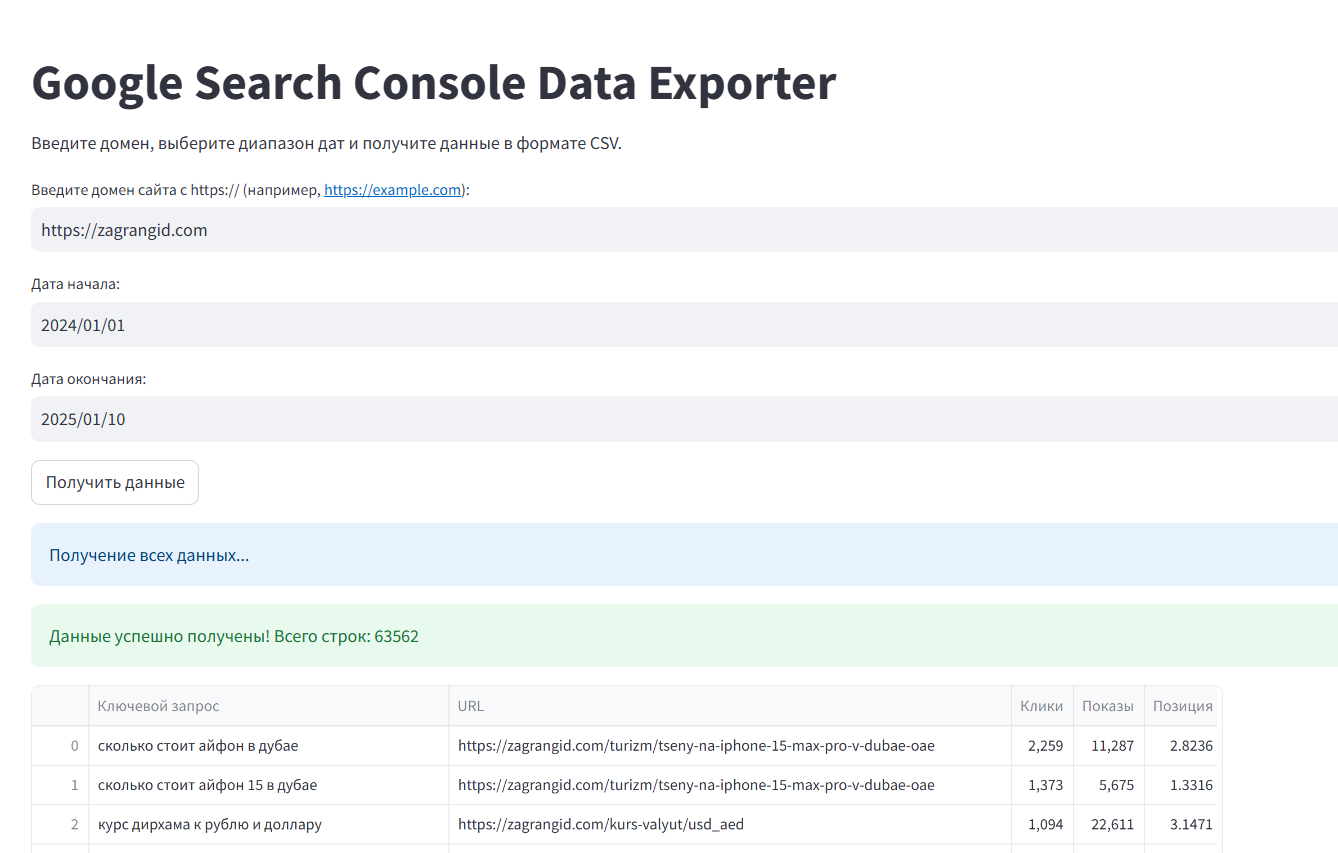 Google Search Console Data Exporter
Введите домен, выберите диапазон дат и получите данные в формате CSV.
Введите домен сайта с https:// (например, https://example.com):
https://zagrangid.com
Дата начала:
2024/01/01
Дата окончания:
2025/01/10
Получить данные
Получение всех данных...
Данные успешно получены! Всего строк: 63562
Ключевой запрос URL Клики Показы Позиция
0 сколько стоит айфон в дубае https://zagrangid.com/turizm/tseny-na-iphone-15-max-pro-v-dubae-oae 2,259 11,287 2.8236
1 сколько стоит айфон 15 в дубае https://zagrangid.com/turizm/tseny-na-iphone-15-max-pro-v-dubae-oae 1,373 5,675 1.3316
2 курс дирхама к рублю и доллару https://zagrangid.com/kurs-valyut/usd_aed 1,094 22,611 3.1471